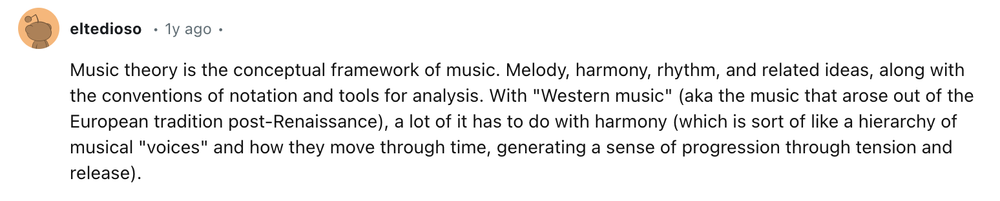 eltedioso • 1y ago •
Music theory is the conceptual framework of music. Melody, harmony, rhythm, and related ideas, along with
the conventions of notation and tools for analysis. With "Western music" (aka the music that arose out of the
European tradition post-Renaissance), a lot of it has to do with harmony (which is sort of like a hierarchy of
musical "voices" and how they move through time, generating a sense of progression through tension and
release).